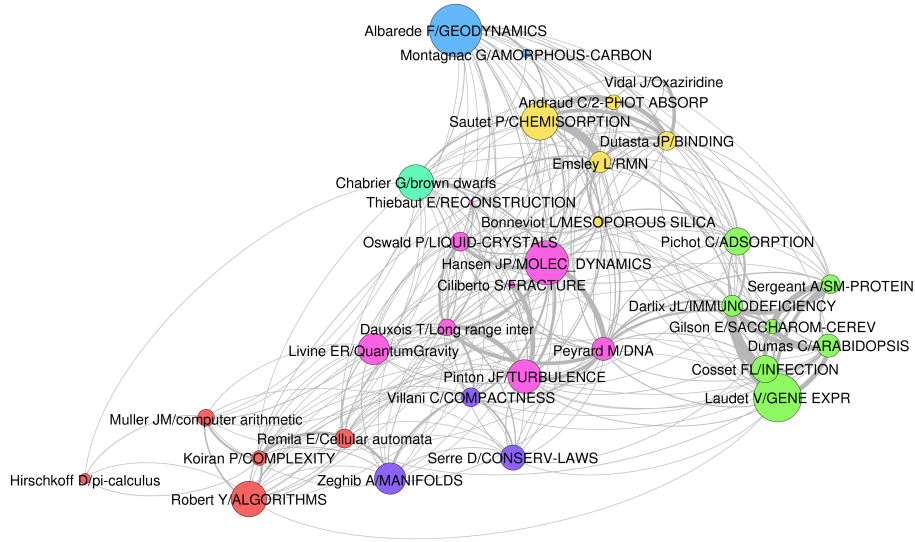 Albarede F/GEODYNAMICS
Montagnac G/AMORPHOUS-CARBON
Vidal J/Oxaziridine
Andraud C/2-PHOT ABSORP
Sautet P/CHEMISORPTION
Dutasta JP/BINDING
Emsley L/RMN
Chabrier G/brown dwarfs
Thiebaut E/RECONSTRUCTION
Bonneviot L/MESOPOROUS SILICA
Oswald P/LIQUID-CRYSTALS
Pichot C/ADSORPTION
Hansen JP/MOLEC_DYNAMICS
Ciliberto S/FRACTURE
Sergeant A/SM-PROTEIN
Darlix JL/IMMUNODEFICIENCY
Gilson E/SACCHAROM-CEREV
Dauxois T/Long range inter
Dumas C/ARABIDOPSIS
Livine ER/QuantumGravity
Peyrard M/DNA
Cosset FL/INFECTION
Pinton JF/TURBULENCE
Villani C/COMPACTNESS
Laudet V/GENE EXPR
Muller JM/computer arithmetic
Remila E/Cellular automata
Koiran P/COMPLEXITY
Serre D/CONSERV-LAWS
Hirschkoff D/pi-calculus
Zeghib A/MANIFOLDS
Robert Y/ALGORITHMS